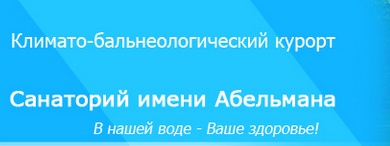 Климато-бальнеологический курорт
Санаторий имени Абельмана
В нашей воде - Ваше здоровье!